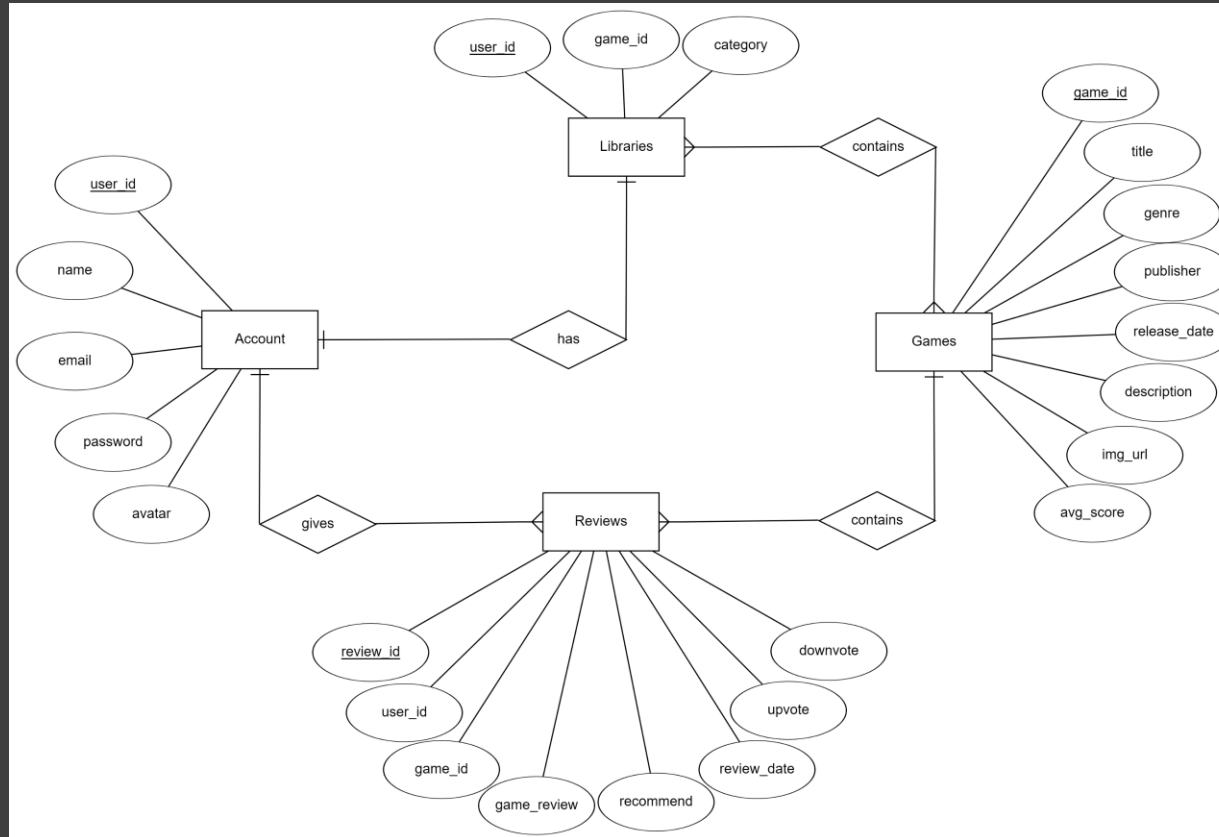 user_id
game_id
category
game_id
Libraries
contains
title
user_id
genre
name
publisher
Account
has
Games
release_date
email
description
password
img_url
avatar
gives
Reviews
contains
avg_score
review_id
downvote
user_id
upvote
game_id
review_date
game_review
recommend